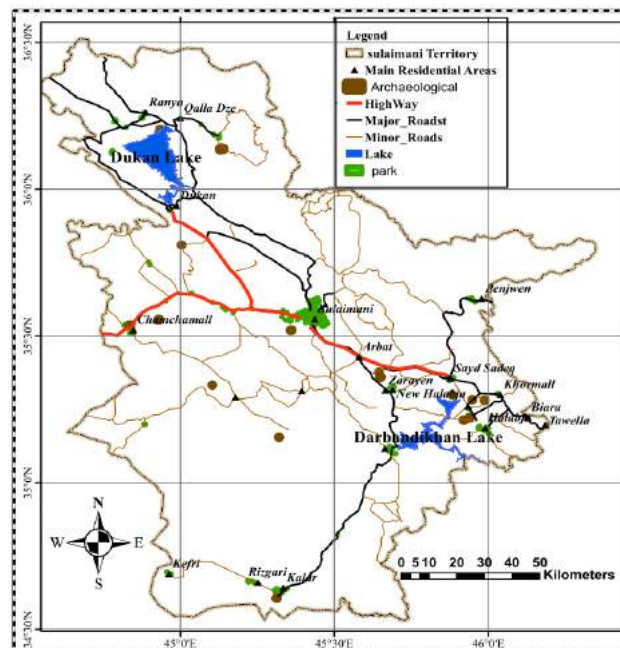 Legend
sulaimani Territory
Main Residential Areas
Archaeological
HighWay
Major_Roadst
Minor_Roads
Lake
park
36°30'N
36°0'N
35°30'N
35°0'N
34°30'N
Ranya
Qalla Dze
Dukan Lake
Dukan
Penjwen
Sulaimani
Chamchamall
Arbat
Sayd Sadeq
Zarayen
New Halabja
Khormall
Biara
Tawella
Halabja
Darbandikhan Lake
Kefri
Rizgari
Kalar
N
W E
S
0 5 10 20 30 40 50
Kilometers
45°0'E
45°30'E
46°0'E